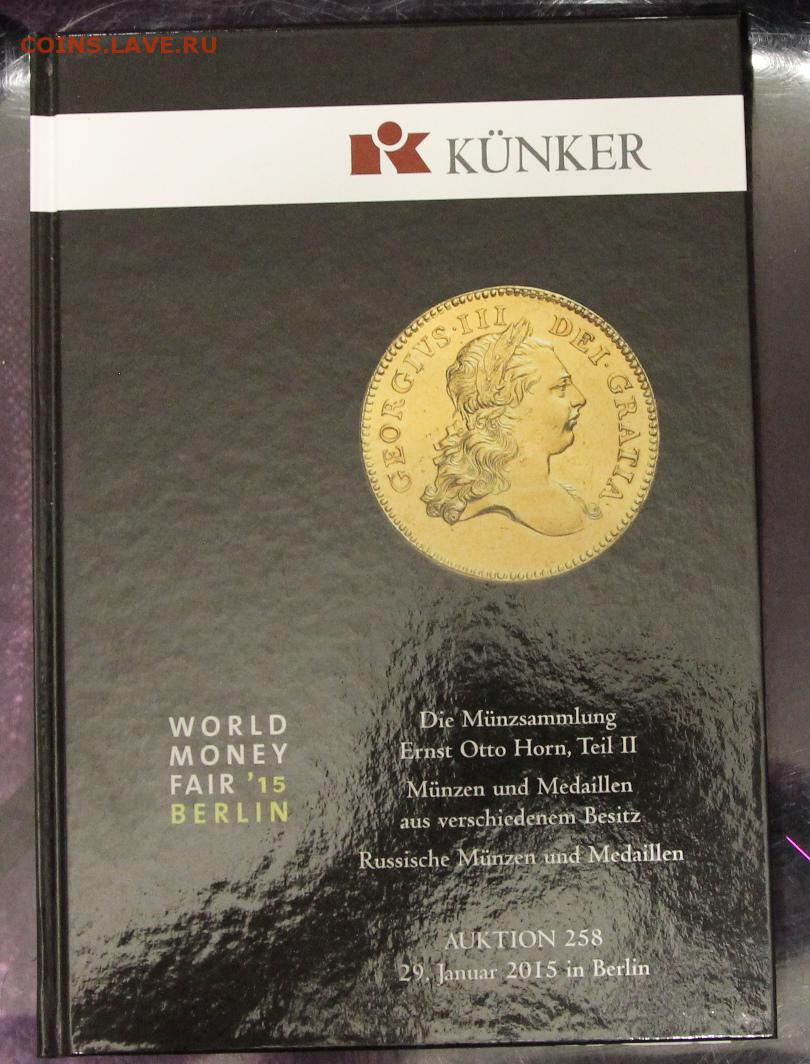 COINS.LAVE.RU
KÜNKER
GEORGIVS·III DEI·GRATIA
WORLD
MONEY
FAIR '15
BERLIN
Die Münzsammlung
Ernst Otto Horn, Teil II
Münzen und Medaillen
aus verschiedenem Besitz
Russische Münzen und Medaillen
AUKTION 258
29. Januar 2015 in Berlin